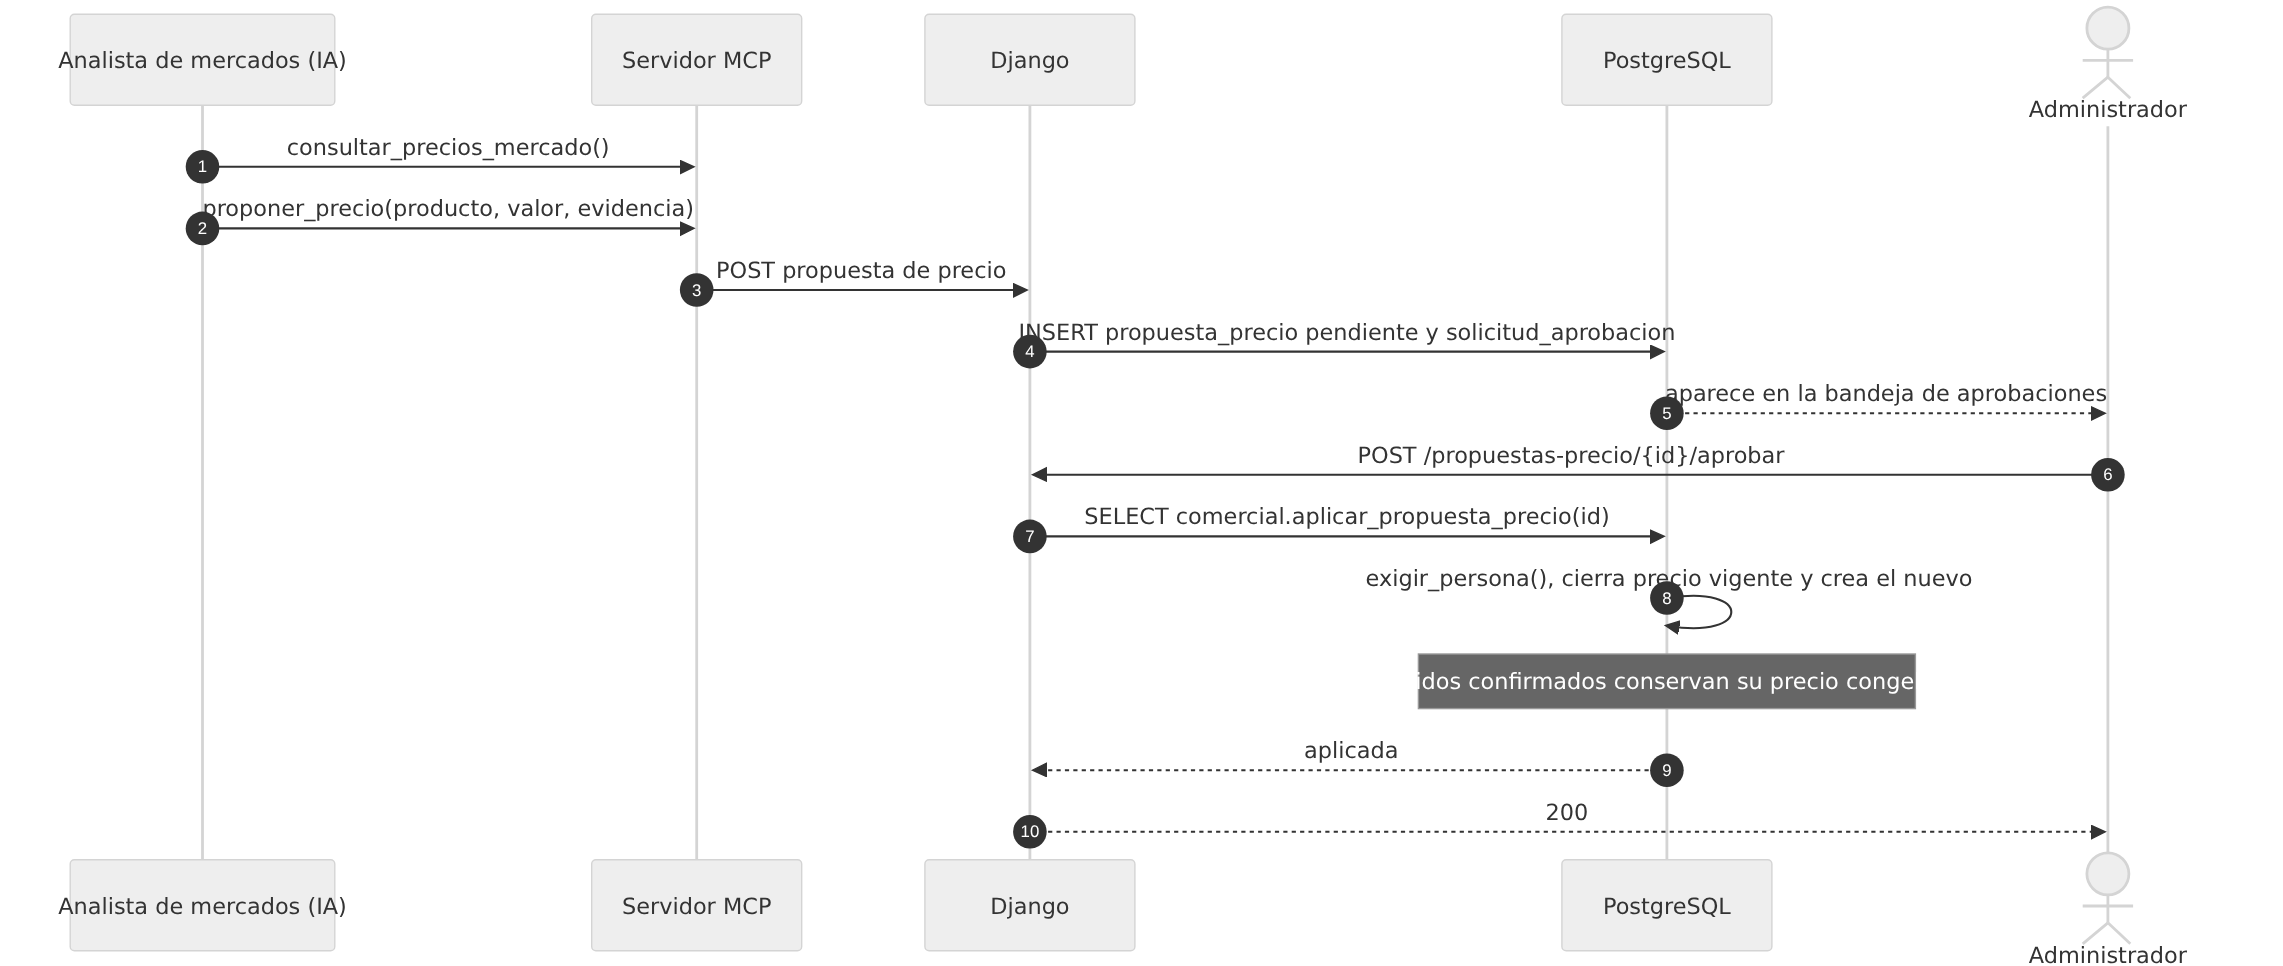 Analista de mercados (IA)
Servidor MCP
Django
PostgreSQL
Administrador
consultar_precios_mercado()
1
proponer_precio(producto, valor, evidencia)
2
POST propuesta de precio
3
INSERT propuesta_precio pendiente y solicitud_aprobacion
4
aparece en la bandeja de aprobaciones
5
POST /propuestas-precio/{id}/aprobar
6
SELECT comercial.aplicar_propuesta_precio(id)
7
exigir_persona(), cierra precio vigente y crea el nuevo
8
confirmados conservan su precio
aplicada
9
200
10
Analista de mercados (IA)
Servidor MCP
Django
PostgreSQL
Administrador